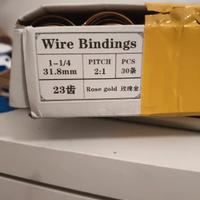 Wire Bindings
1-1/4 PITCH PCS
31.8mm 2:1 30条
23齿 Rose gold 玫瑰金